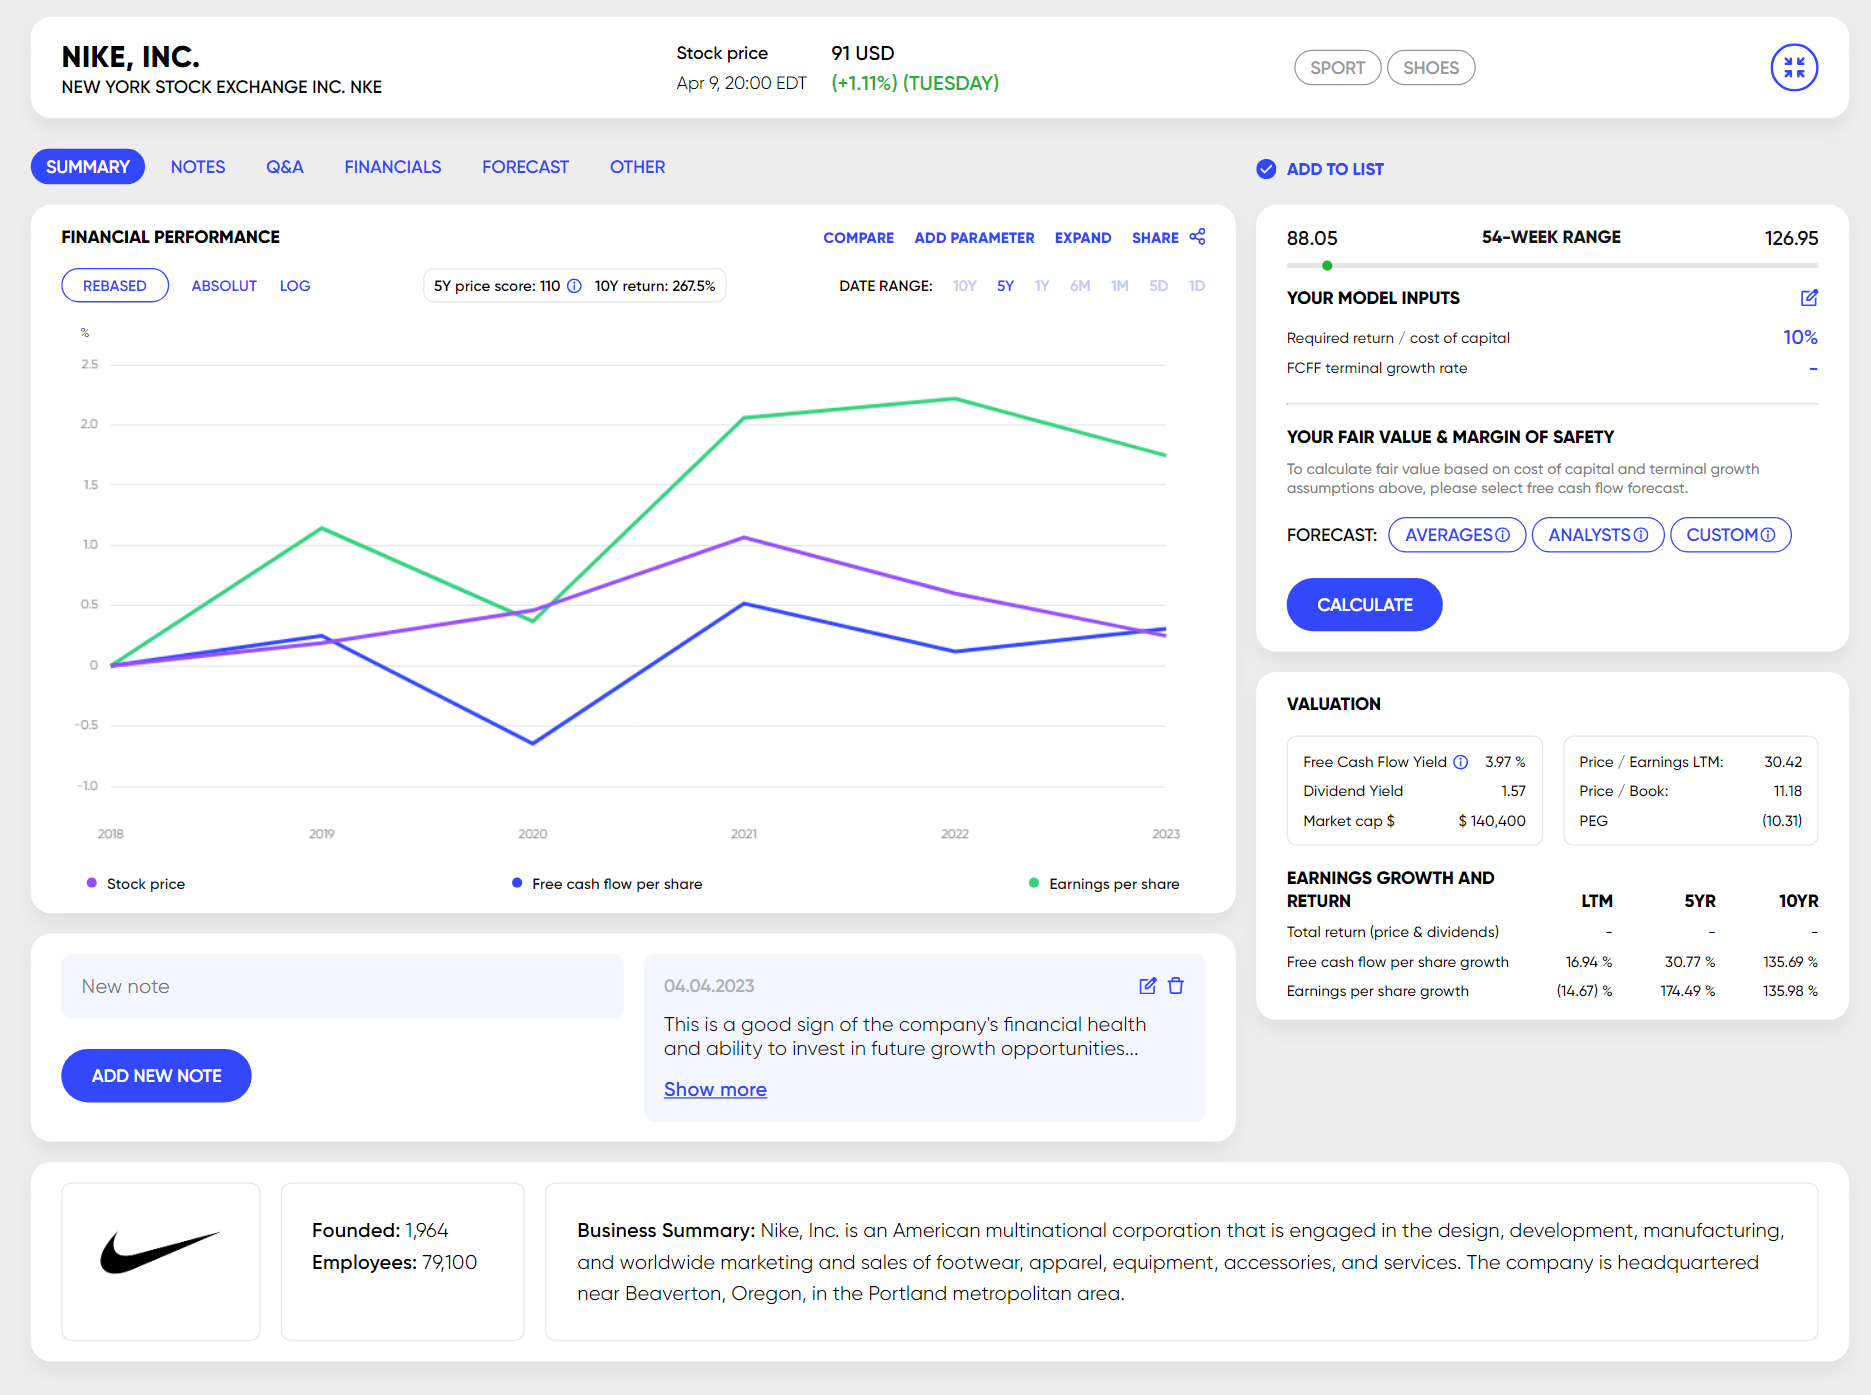 NIKE, INC.
NEW YORK STOCK EXCHANGE INC. NKE
Stock price 91 USD
Apr 9, 20:00 EDT (+1.11%) (TUESDAY)
SPORT SHOES
SUMMARY NOTES Q&A FINANCIALS FORECAST OTHER
ADD TO LIST
FINANCIAL PERFORMANCE
COMPARE ADD PARAMETER EXPAND SHARE
REBASED ABSOLUT LOG
5Y price score: 110 10Y return: 267.5%
DATE RANGE: 10Y 5Y 1Y 6M 1M 5D 1D
%
2.5
2.0
1.5
1.0
0.5
0
-0.5
-1.0
2018 2019 2020 2021 2022 2023
Stock price Free cash flow per share Earnings per share
88.05 54-WEEK RANGE 126.95
YOUR MODEL INPUTS
Required return / cost of capital 10%
FCFF terminal growth rate -
YOUR FAIR VALUE & MARGIN OF SAFETY
To calculate fair value based on cost of capital and terminal growth
assumptions above, please select free cash flow forecast.
FORECAST: AVERAGES ANALYSTS CUSTOM
CALCULATE
VALUATION
Free Cash Flow Yield 3.97 %
Dividend Yield 1.57
Market cap $ $ 140,400
Price / Earnings LTM: 30.42
Price / Book: 11.18
PEG (10.31)
EARNINGS GROWTH AND
RETURN LTM 5YR 10YR
Total return (price & dividends) - - -
Free cash flow per share growth 16.94 % 30.77 % 135.69 %
Earnings per share growth (14.67) % 174.49 % 135.98 %
New note
ADD NEW NOTE
04.04.2023
This is a good sign of the company's financial health
and ability to invest in future growth opportunities...
Show more
Founded: 1,964
Employees: 79,100
Business Summary: Nike, Inc. is an American multinational corporation that is engaged in the design, development, manufacturing,
and worldwide marketing and sales of footwear, apparel, equipment, accessories, and services. The company is headquartered
near Beaverton, Oregon, in the Portland metropolitan area.